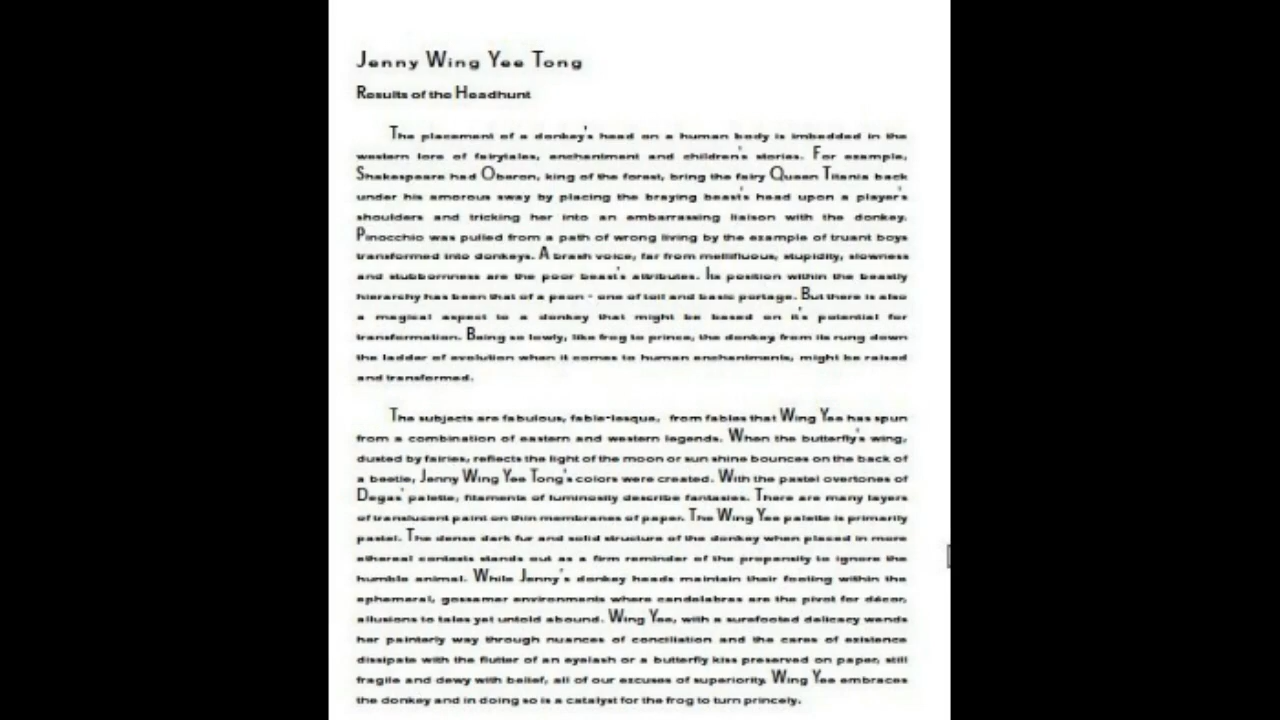 Jenny Wing Yee Tong
Results of the Headhunt
The placement of a donkey's head on a human body is imbedded in the
western lore of fairytales, enchantment and children's stories. For example,
Shakespeare had Oberon, king of the forest, bring the fairy Queen Titania back
under his amorous sway by placing the braying beast's head upon a player's
shoulders and tricking her into an embarrassing liaison with the donkey.
Pinocchio was pulled from a path of wrong living by the example of truant boys
transformed into donkeys. A brash voice, far from mellifluous, stupidity, slowness
and stubbornness are the poor beast's attributes. Its position within the beastly
hierarchy has been that of a peon - one of toil and basic portage. But there is also
a magical aspect to a donkey that might be based on it's potential for
transformation. Being so lowly, like frog to prince, the donkey, from its rung down
the ladder of evolution when it comes to human enchantments, might be raised
and transformed.
The subjects are fabulous, fable-lesque, from fables that Wing Yee has spun
from a combination of eastern and western legends. When the butterfly's wing,
dusted by fairies, reflects the light of the moon or sun shine bounces on the back of
a beetle, Jenny Wing Yee Tong's colors were created. With the pastel overtones of
Degas' palette, filaments of luminosity describe fantasies. There are many layers
of translucent paint on thin membranes of paper. The Wing Yee palette is primarily
pastel. The dense dark fur and solid structure of the donkey when placed in more
ethereal contexts stands out as a firm reminder of the propensity to ignore the
humble animal. While Jenny's donkey heads maintain their footing within the
ephemeral, gossamer environments where candelabras are the pivot for décor,
allusions to tales yet untold abound. Wing Yee, with a surefooted delicacy wends
her painterly way through nuances of conciliation and the cares of existence
dissipate with the flutter of an eyelash or a butterfly kiss preserved on paper, still
fragile and dewy with belief, all of our excuses of superiority. Wing Yee embraces
the donkey and in doing so is a catalyst for the frog to turn princely.